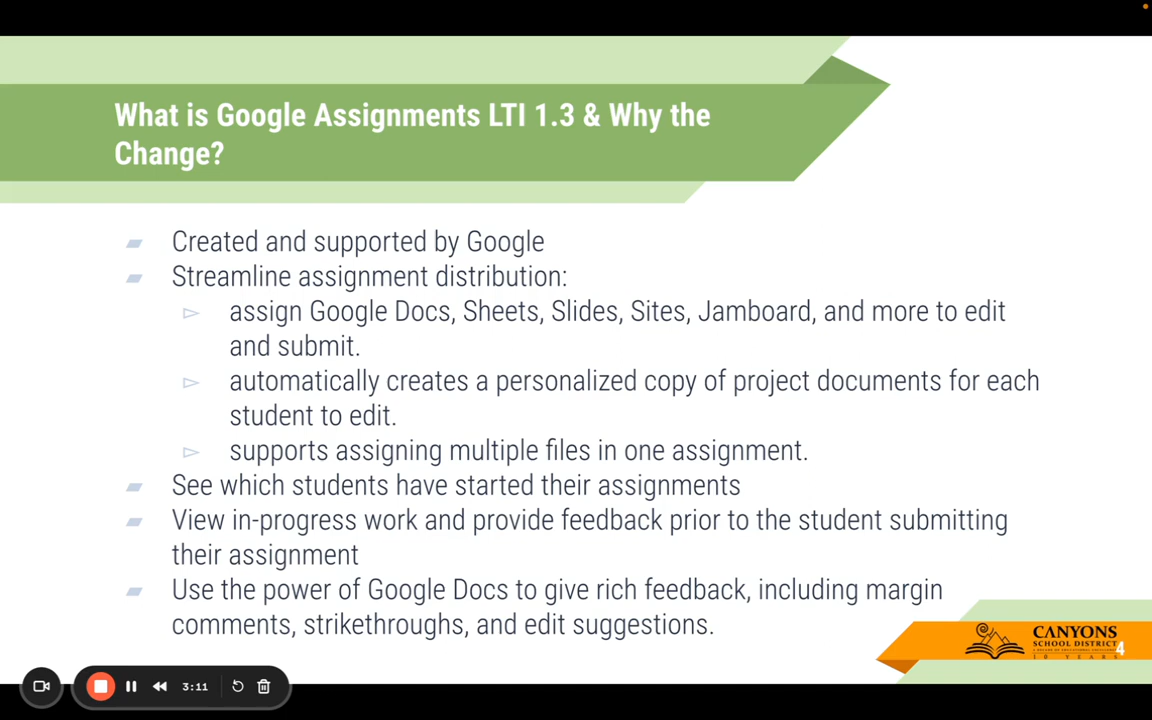 What is Google Assignments LTI 1.3 & Why the
Change?
Created and supported by Google
Streamline assignment distribution:
assign Google Docs, Sheets, Slides, Sites, Jamboard, and more to edit
and submit.
automatically creates a personalized copy of project documents for each
student to edit.
supports assigning multiple files in one assignment.
See which students have started their assignments
View in-progress work and provide feedback prior to the student submitting
their assignment
Use the power of Google Docs to give rich feedback, including margin
comments, strikethroughs, and edit suggestions.
CANYONS
SCHOOL DISTRICT
10 YEARS
4
3:11